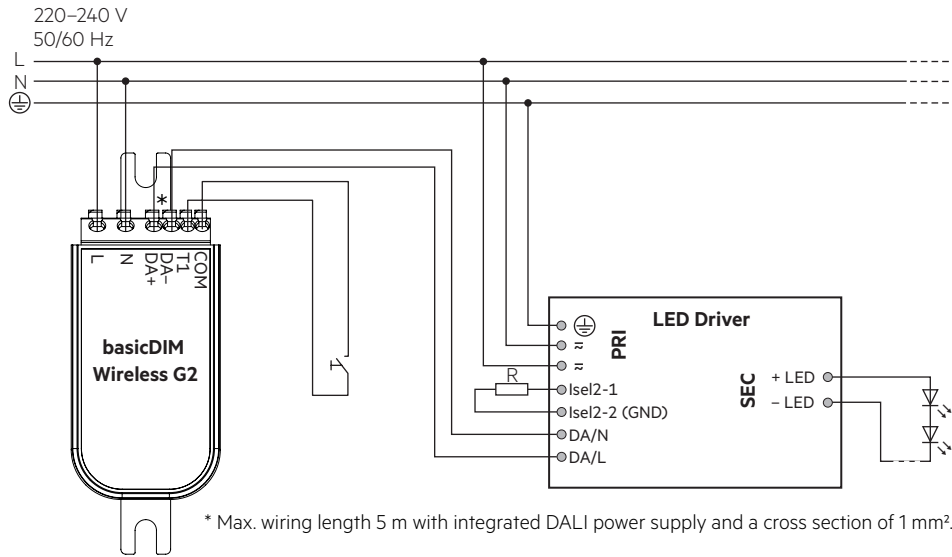 220–240 V
50/60 Hz
L
N
*
L
N
DA+
DA–
T1
COM
basicDIM
Wireless G2
LED Driver
PRI
≂
≂
R
Isel2-1
Isel2-2 (GND)
DA/N
DA/L
SEC
+ LED
– LED
* Max. wiring length 5 m with integrated DALI power supply and a cross section of 1 mm².